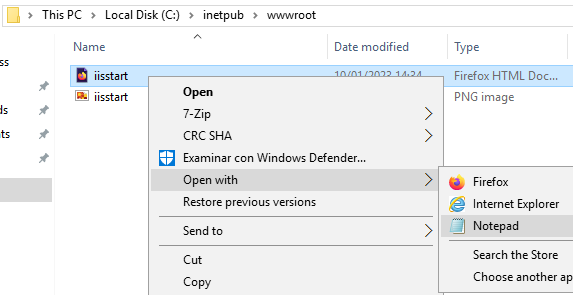 This PC > Local Disk (C:) > inetpub > wwwroot
ss
Name Date modified Type
iisstart 10/01/2023 14:34 Firefox HTML Doc...
iisstart PNG image
ds
nts
Open
7-Zip
CRC SHA
Examinar con Windows Defender...
Open with
Restore previous versions
Send to
Cut
Copy
Firefox
Internet Explorer
Notepad
Search the Store
Choose another ap